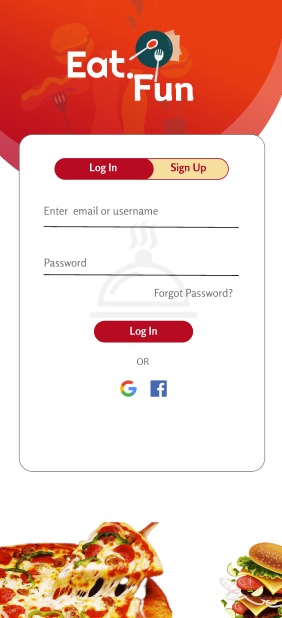 Eat.
Fun
Log In
Sign Up
Enter email or username
Password
Forgot Password?
Log In
OR